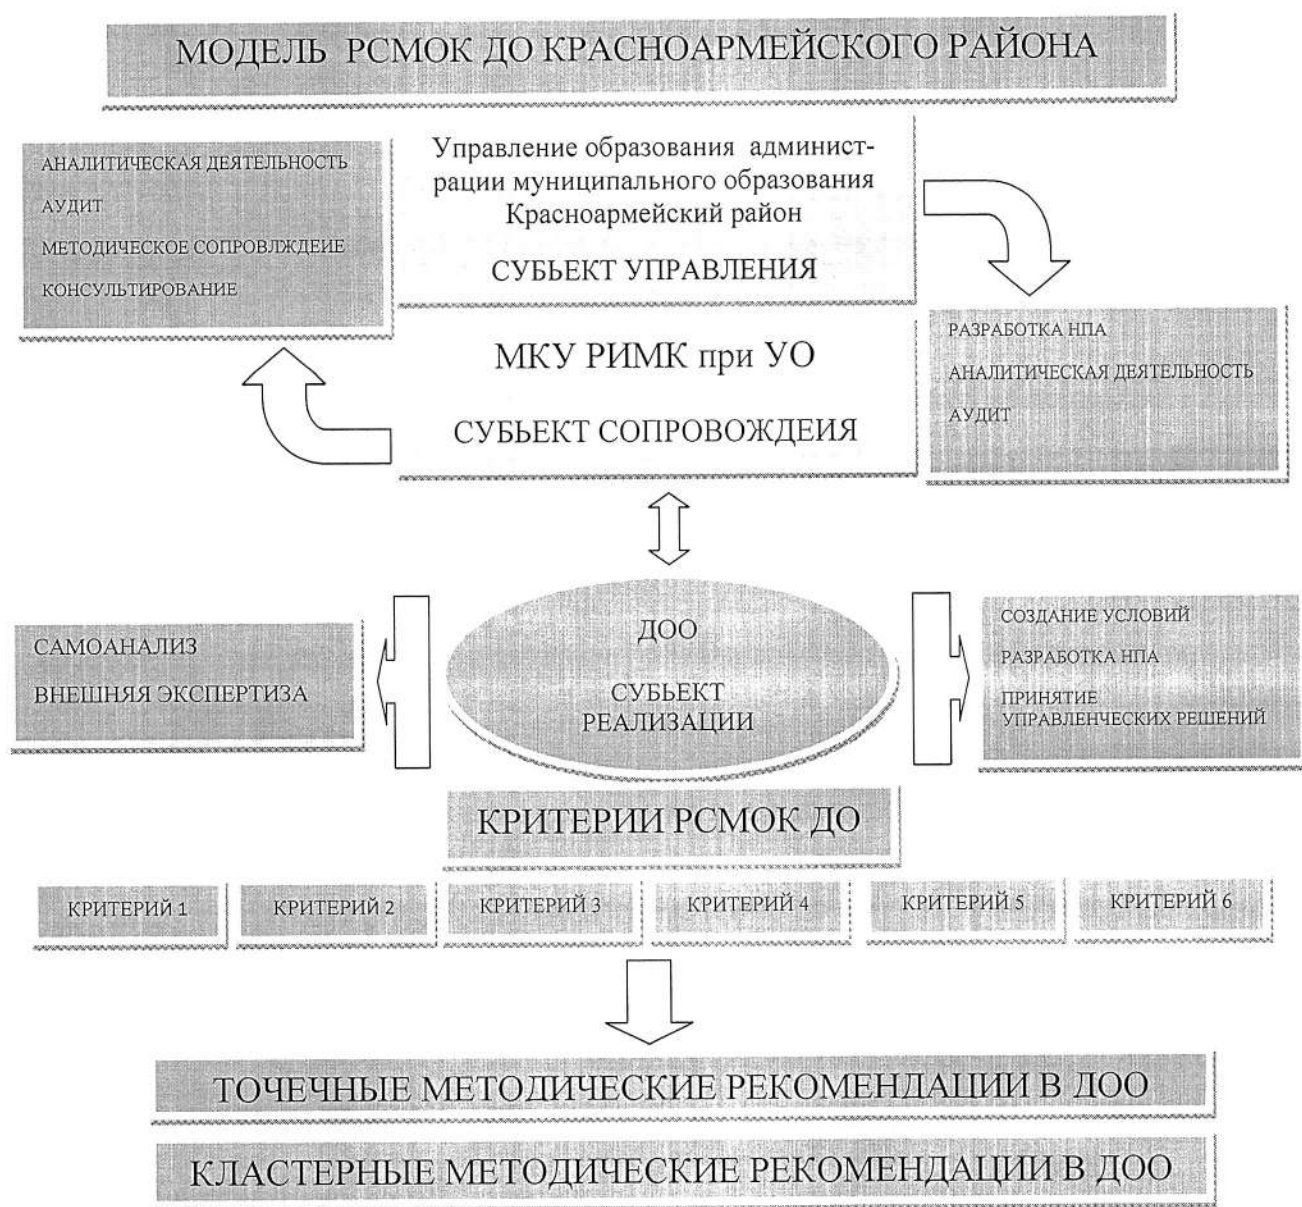 МОДЕЛЬ РСМОК ДО КРАСНОАРМЕЙСКОГО РАЙОНА
АНАЛИТИЧЕСКАЯ ДЕЯТЕЛЬНОСТЬ
АУДИТ
МЕТОДИЧЕСКОЕ СОПРОВЛЖДЕИЕ
КОНСУЛЬТИРОВАНИЕ
Управление образования админист-
рации муниципального образования
Красноармейский район
СУБЬЕКТ УПРАВЛЕНИЯ
МКУ РИМК при УО
СУБЬЕКТ СОПРОВОЖДЕИЯ
РАЗРАБОТКА НПА
АНАЛИТИЧЕСКАЯ ДЕЯТЕЛЬНОСТЬ
АУДИТ
САМОАНАЛИЗ
ВНЕШНЯЯ ЭКСПЕРТИЗА
ДОО
СУБЬЕКТ
РЕАЛИЗАЦИИ
СОЗДАНИЕ УСЛОВИЙ
РАЗРАБОТКА НПА
ПРИНЯТИЕ
УПРАВЛЕНЧЕСКИХ РЕШЕНИЙ
КРИТЕРИИ РСМОК ДО
КРИТЕРИЙ 1
КРИТЕРИЙ 2
КРИТЕРИЙ 3
КРИТЕРИЙ 4
КРИТЕРИЙ 5
КРИТЕРИЙ 6
ТОЧЕЧНЫЕ МЕТОДИЧЕСКИЕ РЕКОМЕНДАЦИИ В ДОО
КЛАСТЕРНЫЕ МЕТОДИЧЕСКИЕ РЕКОМЕНДАЦИИ В ДОО